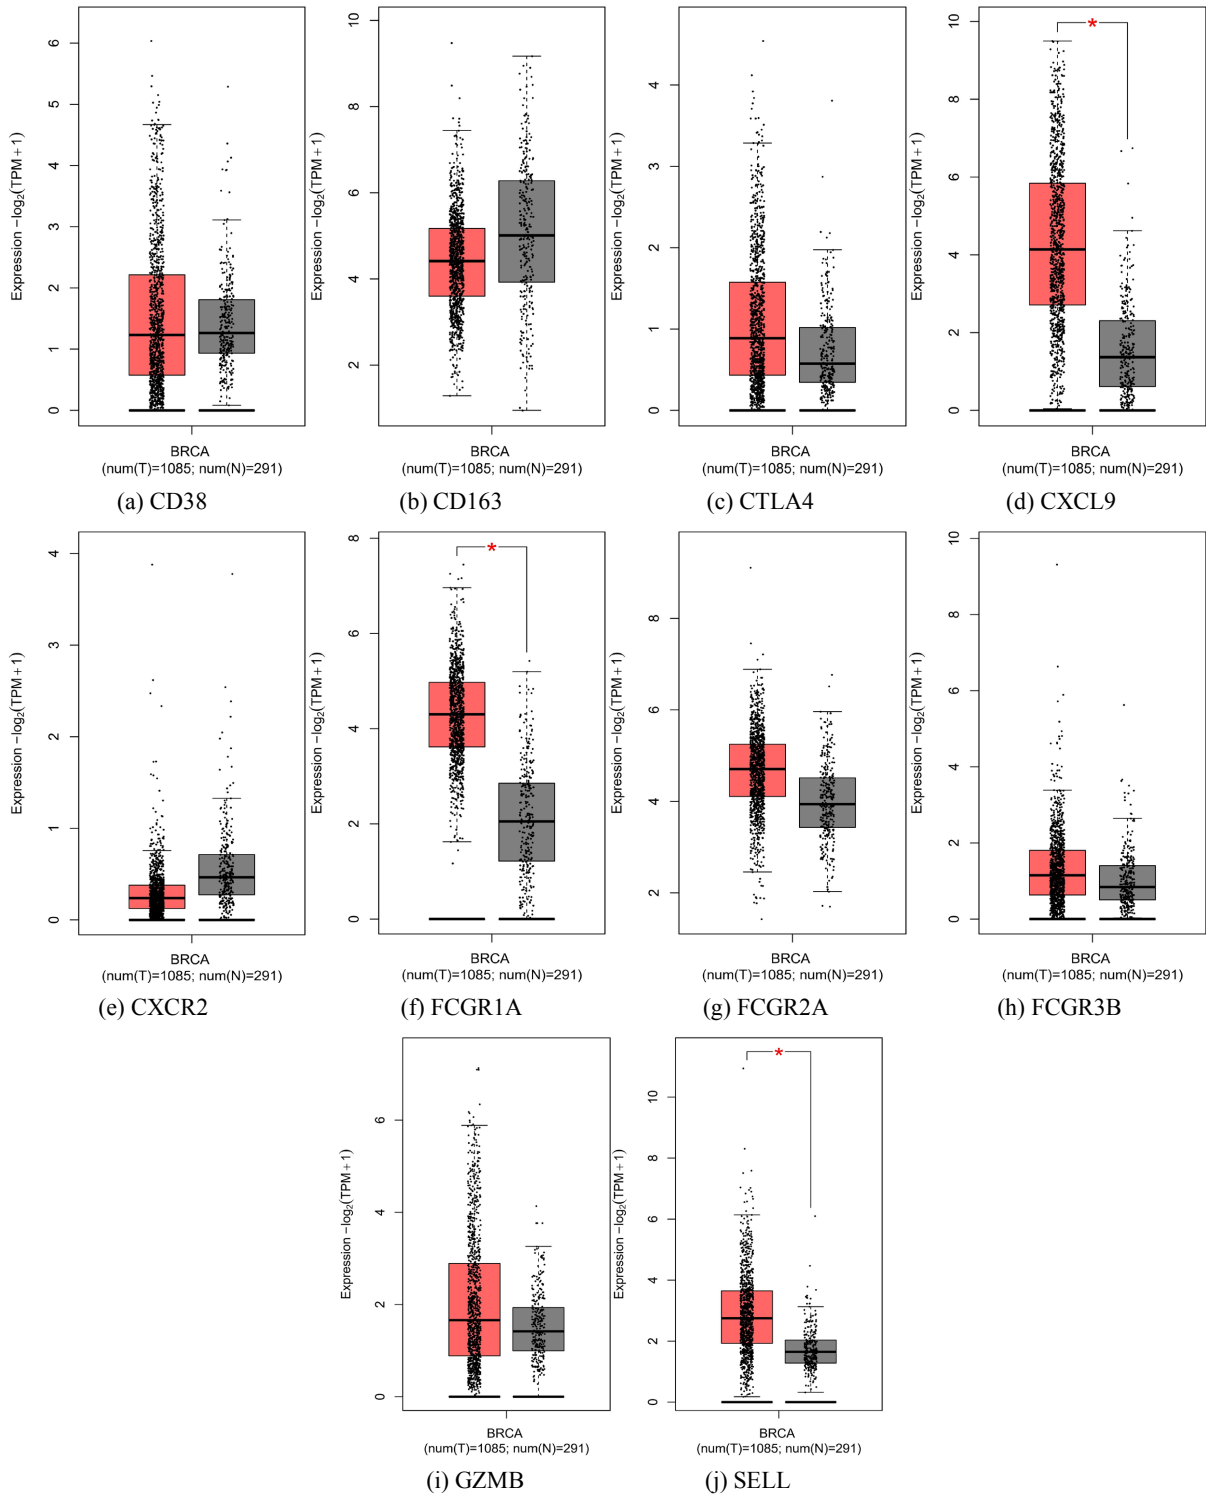 Expression −log2(TPM+1)
0
1
2
3
4
5
6
BRCA
(num(T)=1085; num(N)=291)
(a) CD38
Expression −log2(TPM+1)
2
4
6
8
10
BRCA
(num(T)=1085; num(N)=291)
(b) CD163
Expression −log2(TPM+1)
0
1
2
3
4
BRCA
(num(T)=1085; num(N)=291)
(c) CTLA4
Expression −log2(TPM+1)
0
2
4
6
8
10
*
BRCA
(num(T)=1085; num(N)=291)
(d) CXCL9
Expression −log2(TPM+1)
0
1
2
3
4
BRCA
(num(T)=1085; num(N)=291)
(e) CXCR2
Expression −log2(TPM+1)
0
2
4
6
8
*
BRCA
(num(T)=1085; num(N)=291)
(f) FCGR1A
Expression −log2(TPM+1)
2
4
6
8
BRCA
(num(T)=1085; num(N)=291)
(g) FCGR2A
Expression −log2(TPM+1)
0
2
4
6
8
10
BRCA
(num(T)=1085; num(N)=291)
(h) FCGR3B
Expression −log2(TPM+1)
0
2
4
6
BRCA
(num(T)=1085; num(N)=291)
(i) GZMB
Expression −log2(TPM+1)
0
2
4
6
8
10
*
BRCA
(num(T)=1085; num(N)=291)
(j) SELL